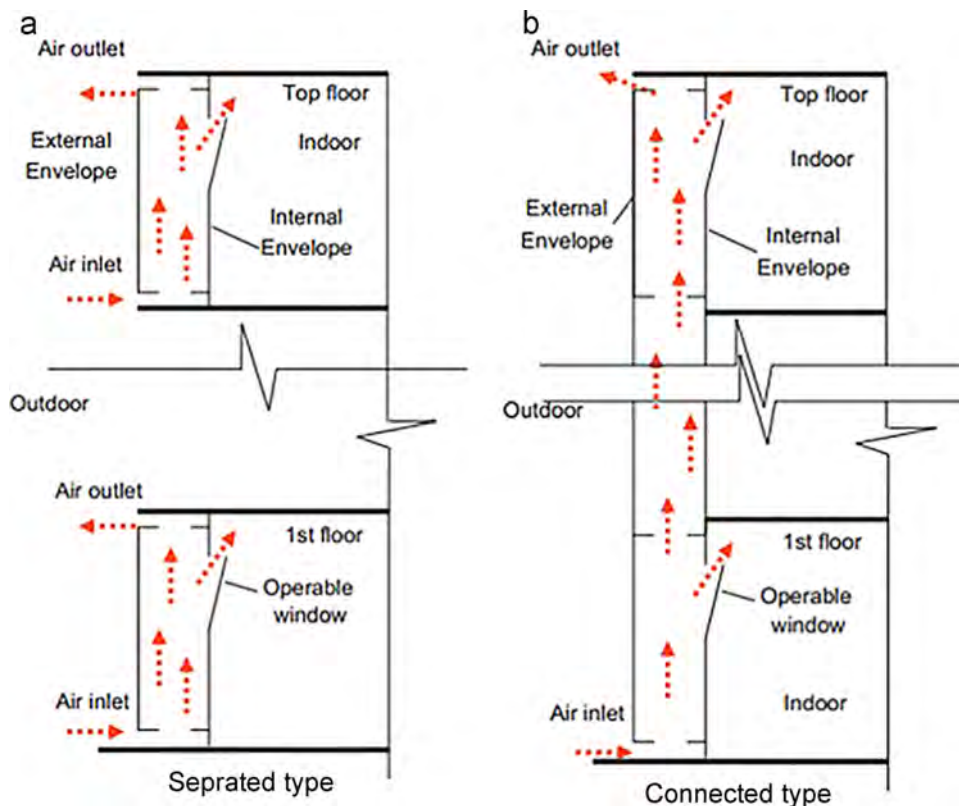 a
Air outlet
Top floor
External
Envelope
Indoor
Internal
Envelope
Air inlet
Outdoor
Air outlet
1st floor
Operable
window
Air inlet
Seprated type
b
Air outlet
Top floor
Indoor
External
Envelope
Internal
Envelope
Outdoor
1st floor
Operable
window
Air inlet
Indoor
Connected type